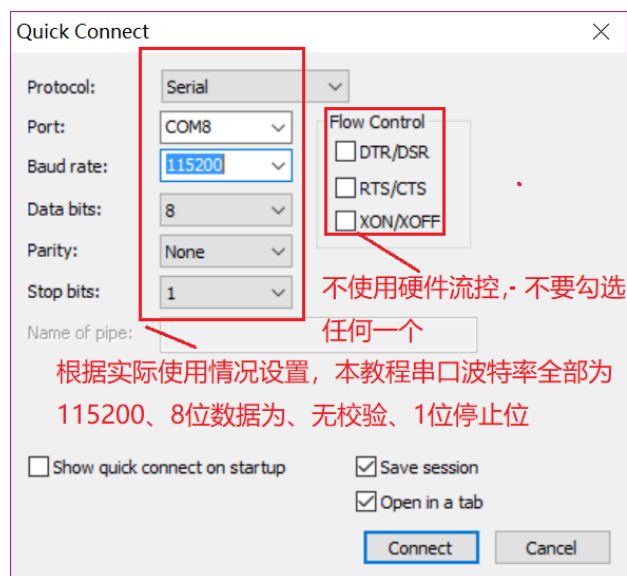 Quick Connect
Protocol: Serial
Port: COM8
Flow Control
DTR/DSR
Baud rate: 115200
RTS/CTS
Data bits: 8
XON/XOFF
Parity: None
Stop bits: 1
不使用硬件流控,- 不要勾选
任何一个
Name of pipe:
根据实际使用情况设置，本教程串口波特率全部为
115200、8位数据为、无校验、1位停止位
Show quick connect on startup
Save session
Open in a tab
Connect
Cancel